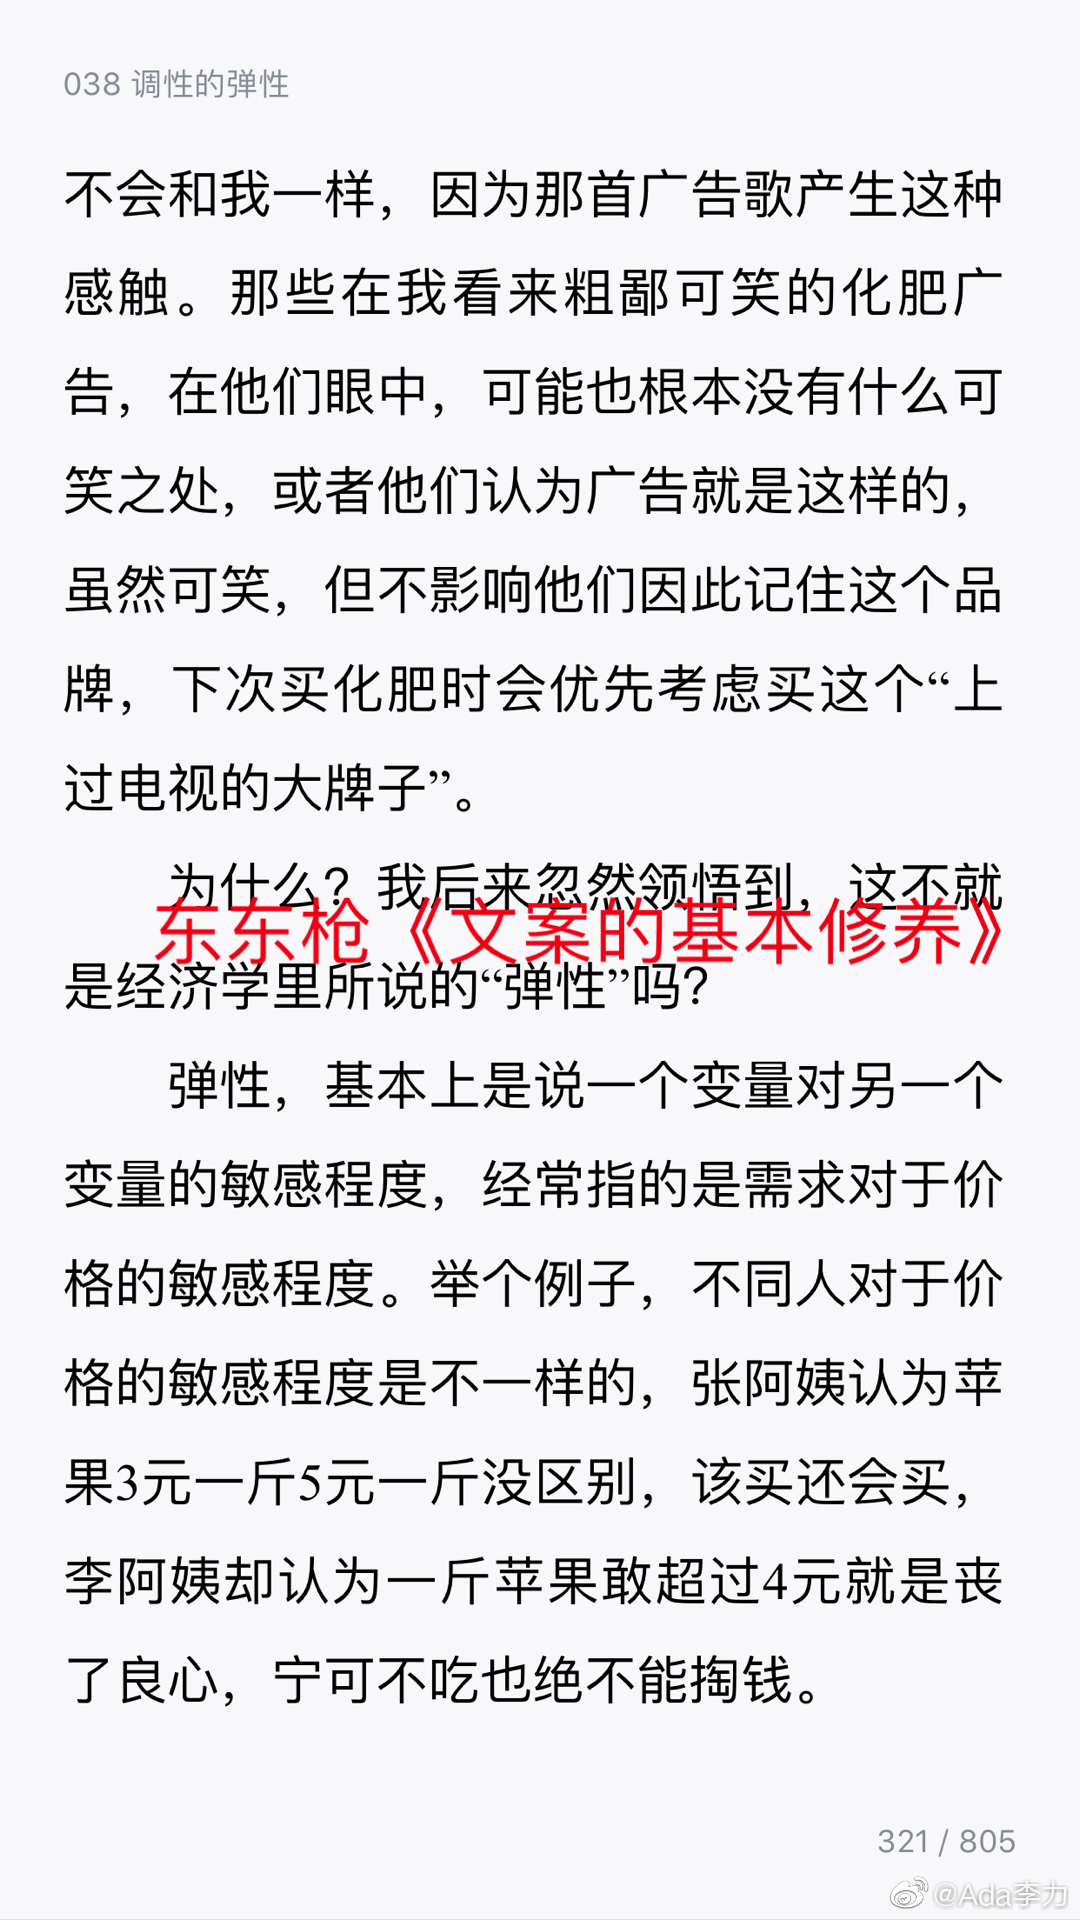 038 调性的弹性
不会和我一样，因为那首广告歌产生这种
感触。那些在我看来粗鄙可笑的化肥广
告，在他们眼中，可能也根本没有什么可
笑之处，或者他们认为广告就是这样的，
虽然可笑，但不影响他们因此记住这个品
牌，下次买化肥时会优先考虑买这个“上
过电视的大牌子”。
为什么？我后来忽然领悟到，这不就
东东枪《文案的基本修养》
是经济学里所说的“弹性”吗？
弹性，基本上是说一个变量对另一个
变量的敏感程度，经常指的是需求对于价
格的敏感程度。举个例子，不同人对于价
格的敏感程度是不一样的，张阿姨认为苹
果3元一斤5元一斤没区别，该买还会买，
李阿姨却认为一斤苹果敢超过4元就是丧
了良心，宁可不吃也绝不能掏钱。
321 / 805
@Ada李力